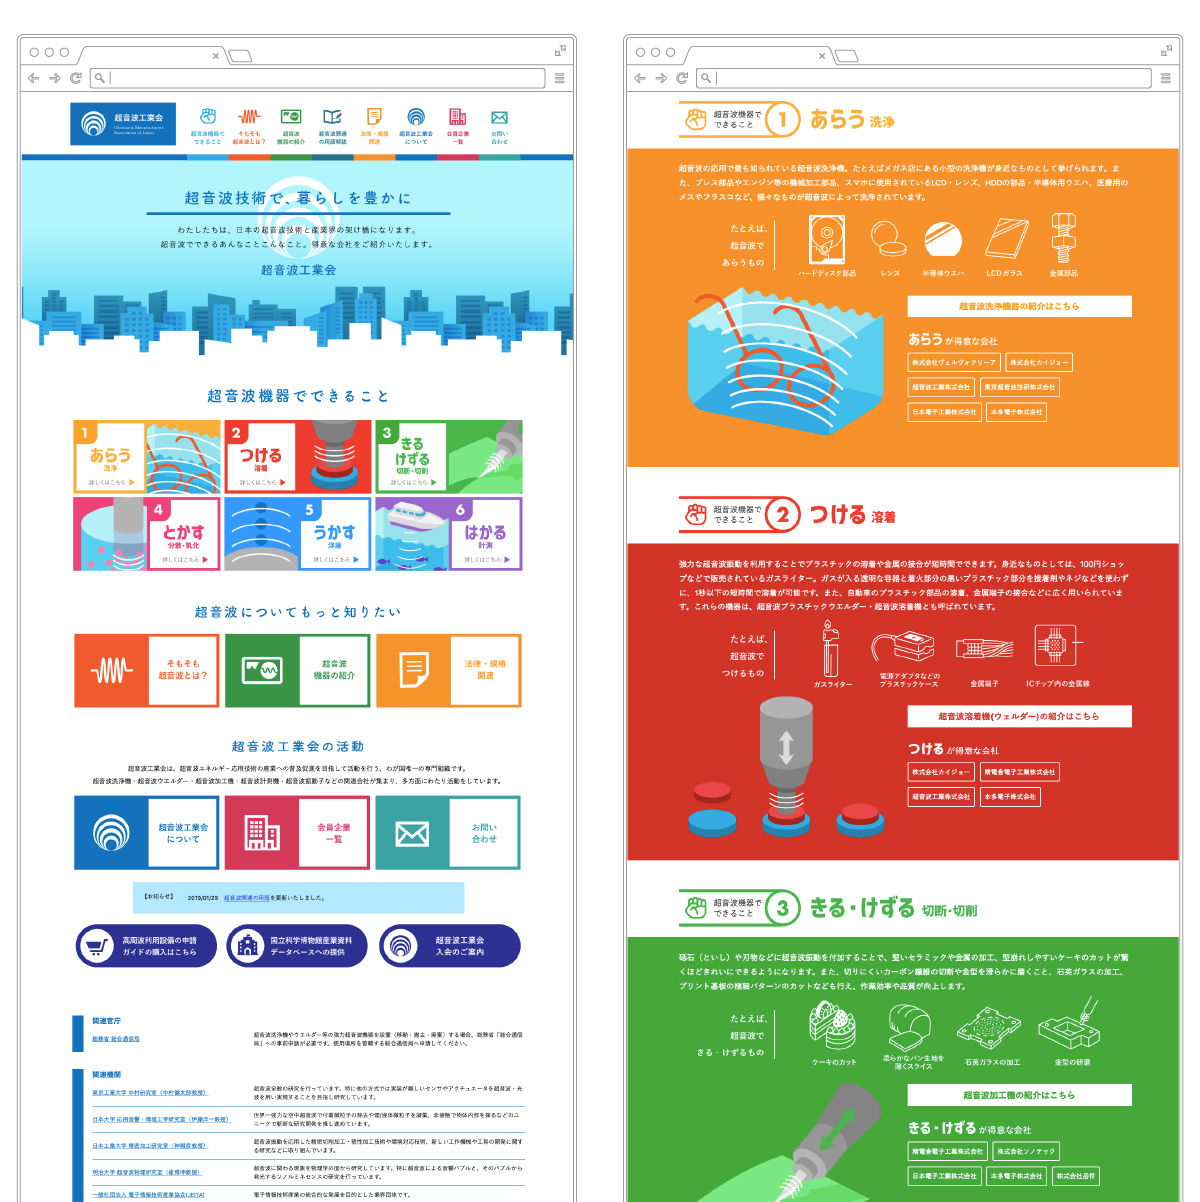 超音波工業会
Ultrasonic Manufacturers
Association of Japan
超音波機器で
できること
そもそも
超音波とは？
超音波
機器の紹介
超音波関連
の用語解説
法律・規格
関連
超音波工業会
について
会員企業
一覧
お問い
合わせ
超音波技術で、暮らしを豊かに
わたしたちは、日本の超音波技術と産業界の架け橋になります。
超音波でできるあんなことこんなこと。得意な会社をご紹介いたします。
超音波工業会
超音波機器でできること
1
あらう
洗浄
詳しくはこちら ▶
2
つける
溶着
詳しくはこちら ▶
3
きる
けずる
切断・切削
詳しくはこちら ▶
4
とかす
分散・乳化
詳しくはこちら ▶
5
うかす
浮揚
詳しくはこちら ▶
6
はかる
計測
詳しくはこちら ▶
超音波についてもっと知りたい
そもそも
超音波とは？
超音波
機器の紹介
法律・規格
関連
超音波工業会の活動
超音波工業会は、超音波エネルギー応用技術の産業への普及促進を目指して活動を行う、わが国唯一の専門組織です。
超音波洗浄機・超音波ウエルダー・超音波加工機・超音波計測機・超音波振動子などの関連会社が集まり、多方面にわたり活動をしています。
超音波工業会
について
会員企業
一覧
お問い
合わせ
【お知らせ】 2019/01/29 超音波関連の用語を更新いたしました。
高周波利用設備の申請
ガイドの購入はこちら
国立科学博物館産業資料
データベースへの提供
超音波工業会
入会のご案内
関連官庁
総務省 総合通信局
超音波洗浄機やウエルダー等の強力超音波機器を設置（移動・撤去・廃棄）する場合、総務省「総合通信
局」への事前申請が必要です。使用場所を管轄する総合通信局へ申請してください。
関連機関
東京工業大学 中村研究室（中村健太郎教授）
超音波全般の研究を行っています。特に他の方式では実装が難しいセンサやアクチュエータを超音波・光
波を用い実現することを目指し研究しています。
日本大学 応用音響・環境工学研究室（伊藤洋一教授）
世界一強力な空中超音波で付着微粒子の除去や煙/液体微粒子を凝集、非接触で物体内部を探るなどのユ
ニークで斬新な研究開発を推し進めています。
日本工業大学 精密加工研究室（神雅彦教授）
超音波振動を応用した精密切削加工・塑性加工技術や環境対応技術、新しい工作機械や工具の開発に関す
る研究などに取り組んでいます。
明治大学 超音波物理研究室（崔博坤教授）
超音波に関わる現象を物理学の面から研究しています。特に超音波による音響バブルと、そのバブルから
発光するソノルミネセンスの研究を行っています。
一般社団法人 電子情報技術産業協会(JEITA)
電子情報技術産業の総合的な発展を目的とした業界団体です。
超音波機器で
できること
1
あらう 洗浄
超音波の応用で最も知られている超音波洗浄機。たとえばメガネ店にある小型の洗浄機が身近なものとして挙げられます。ま
た、プレス部品やエンジン等の機械加工部品、スマホに使用されているLCD・レンズ、HDDの部品・半導体用ウエハ、医療用の
メスやフラスコなど、様々なものが超音波によって洗浄されています。
たとえば、
超音波で
あらうもの
ハードディスク部品
レンズ
半導体ウエハ
LCDガラス
金属部品
超音波洗浄機器の紹介はこちら
あらう が得意な会社
株式会社ヴェルヴォクリーア
株式会社カイジョー
超音波工業株式会社
東京超音波技研株式会社
日本電子工業株式会社
本多電子株式会社
超音波機器で
できること
2
つける 溶着
強力な超音波振動を利用することでプラスチックの溶着や金属の接合が短時間でできます。身近なものとしては、100円ショッ
プなどで販売されているガスライター。ガスが入る透明な容器と着火部分の黒いプラスチック部分を接着剤やネジなどを使わず
に、1秒以下の短時間で溶着が可能です。また、自動車のプラスチック部品の溶着、金属端子の接合などに広く用いられていま
す。これらの機器は、超音波プラスチックウエルダー・超音波溶着機とも呼ばれています。
たとえば、
超音波で
つけるもの
ガスライター
電源アダプタなどの
プラスチックケース
金属端子
ICチップ内の金属線
超音波溶着機(ウェルダー)の紹介はこちら
つける が得意な会社
株式会社カイジョー
精電舎電子工業株式会社
超音波工業株式会社
本多電子株式会社
超音波機器で
できること
3
きる・けずる 切断・切削
砥石（といし）や刃物などに超音波振動を付加することで、堅いセラミックや金属の加工、型崩れしやすいケーキのカットが驚
くほどきれいにできるようになります。また、切りにくいカーボン繊維の切断や金型を滑らかに磨くこと、石英ガラスの加工、
プリント基板の極細パターンのカットなども行え、作業効率や品質が向上します。
たとえば、
超音波で
きる・けずるもの
ケーキのカット
柔らかなパン生地を
薄くスライス
石英ガラスの加工
金型の研磨
超音波加工機の紹介はこちら
きる・けずる が得意な会社
精電舎電子工業株式会社
株式会社ソノテック
日本電子工業株式会社
本多電子株式会社
株式会社岳何